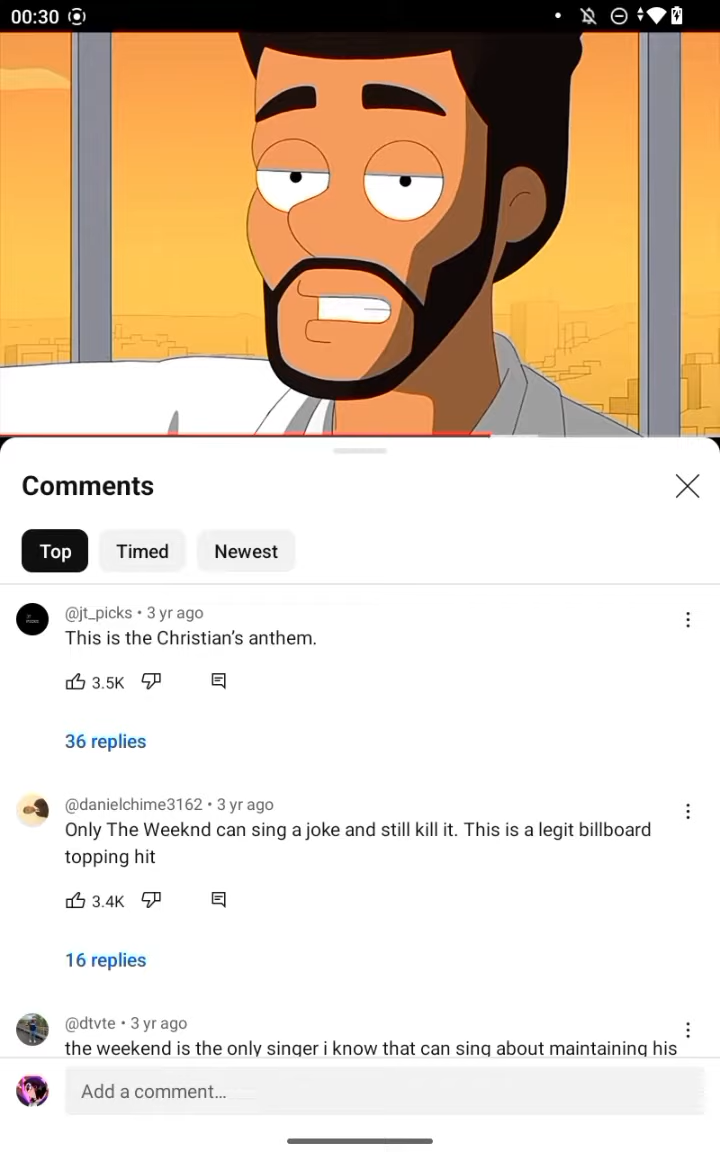 00:30
Comments
Top Timed Newest
@jt_picks • 3 yr ago
This is the Christian’s anthem.
3.5K
36 replies
@danielchime3162 • 3 yr ago
Only The Weeknd can sing a joke and still kill it. This is a legit billboard
topping hit
3.4K
16 replies
@dtvte • 3 yr ago
the weekend is the only singer i know that can sing about maintaining his
Add a comment...